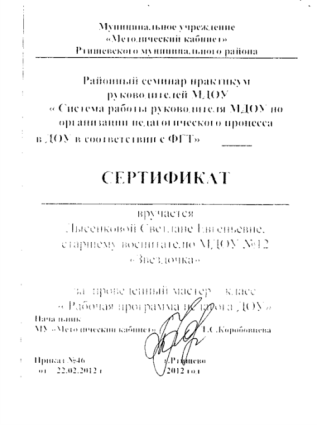 Муниципальное учреждение
«Методический кабинет»
Ртищевского муниципального района
Районный семинар практикум
руководителей МДОУ
« Система работы руководителя МДОУ по
организации педагогического процесса
в ДОУ в соответствии с ФГТ»
СЕРТИФИКАТ
вручается
Лысенковой Светлане Евгеньевне,
старшему воспитателю МДОУ №12
«Звездочка»
за проведенный мастер – класс
« Рабочая программа педагога ДОУ»
Начальник
МУ «Методический кабинет» Т.С.Коробовцева
Приказ №46 г.Ртищево
от 22.02.2012 г 2012 год